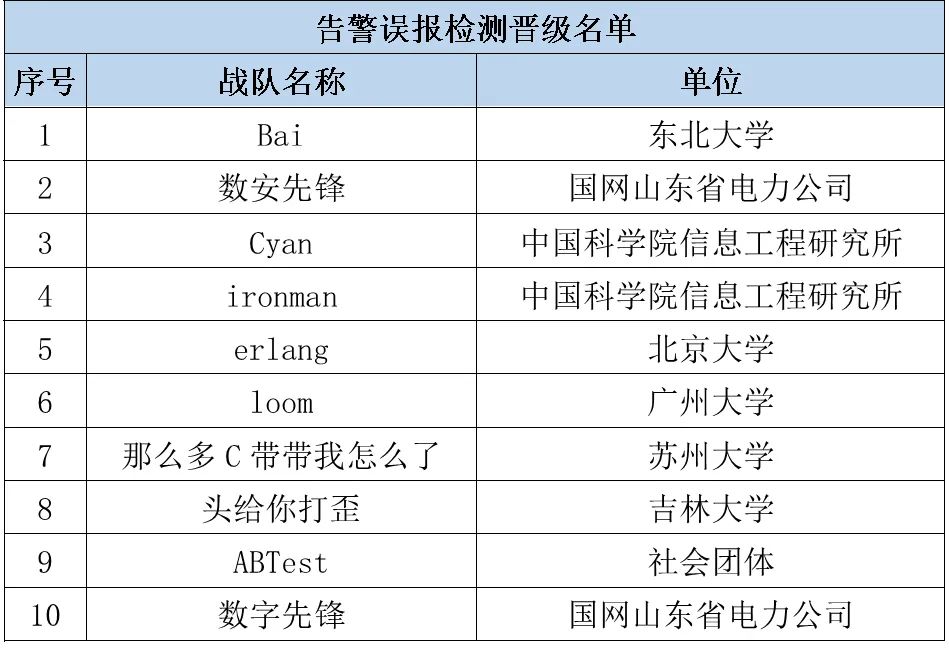 告警误报检测晋级名单
序号 战队名称 单位
1 Bai 东北大学
2 数安先锋 国网山东省电力公司
3 Cyan 中国科学院信息工程研究所
4 ironman 中国科学院信息工程研究所
5 erlang 北京大学
6 loom 广州大学
7 那么多C带带我怎么了 苏州大学
8 头给你打歪 吉林大学
9 ABTest 社会团体
10 数字先锋 国网山东省电力公司